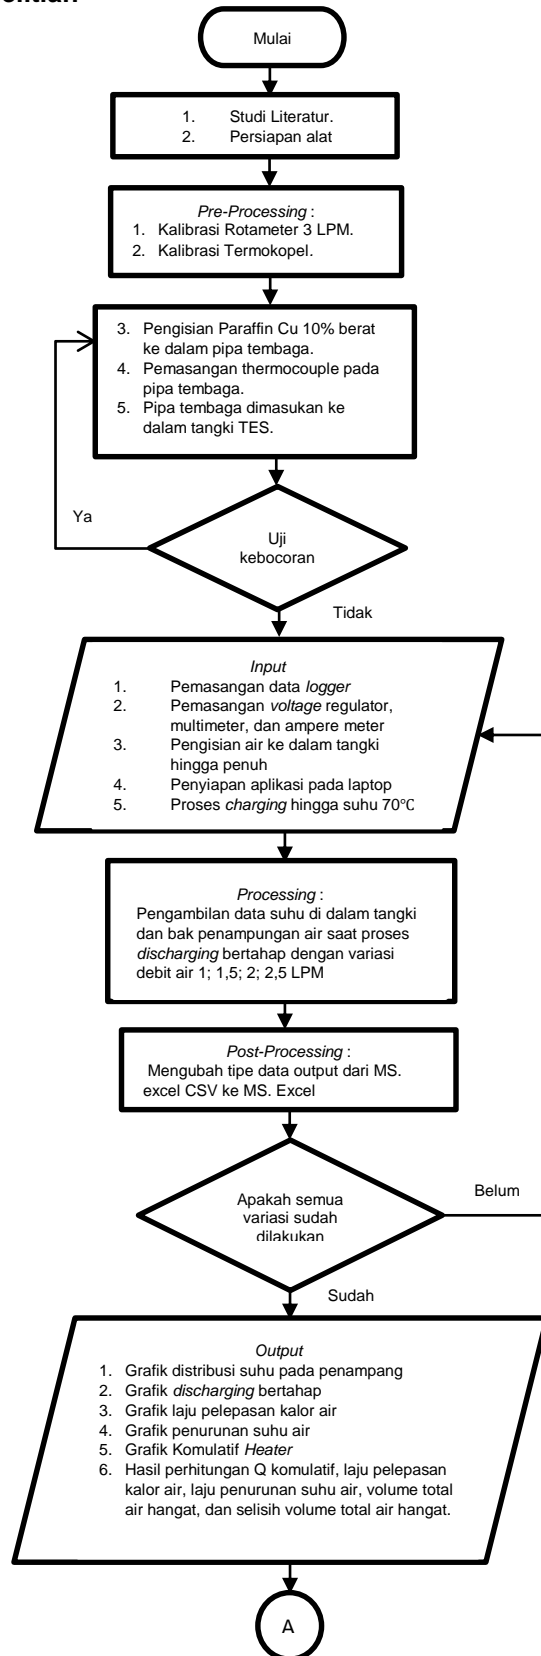 Mulai
1. Studi Literatur.
2. Persiapan alat
Pre-Processing :
1. Kalibrasi Rotameter 3 LPM.
2. Kalibrasi Termokopel.
3. Pengisian Paraffin Cu 10% berat
ke dalam pipa tembaga.
4. Pemasangan thermocouple pada
pipa tembaga.
5. Pipa tembaga dimasukan ke
dalam tangki TES.
Ya
Uji
kebocoran
Tidak
Input
1. Pemasangan data logger
2. Pemasangan voltage regulator,
multimeter, dan ampere meter
3. Pengisian air ke dalam tangki
hingga penuh
4. Penyiapan aplikasi pada laptop
5. Proses charging hingga suhu 70℃
Processing :
Pengambilan data suhu di dalam tangki
dan bak penampungan air saat proses
discharging bertahap dengan variasi
debit air 1; 1,5; 2; 2,5 LPM
Post-Processing :
Mengubah tipe data output dari MS.
excel CSV ke MS. Excel
Apakah semua
variasi sudah
dilakukan
Belum
Sudah
Output
1. Grafik distribusi suhu pada penampang
2. Grafik discharging bertahap
3. Grafik laju pelepasan kalor air
4. Grafik penurunan suhu air
5. Grafik Komulatif Heater
6. Hasil perhitungan Q komulatif, laju pelepasan
kalor air, laju penurunan suhu air, volume total
air hangat, dan selisih volume total air hangat.
A